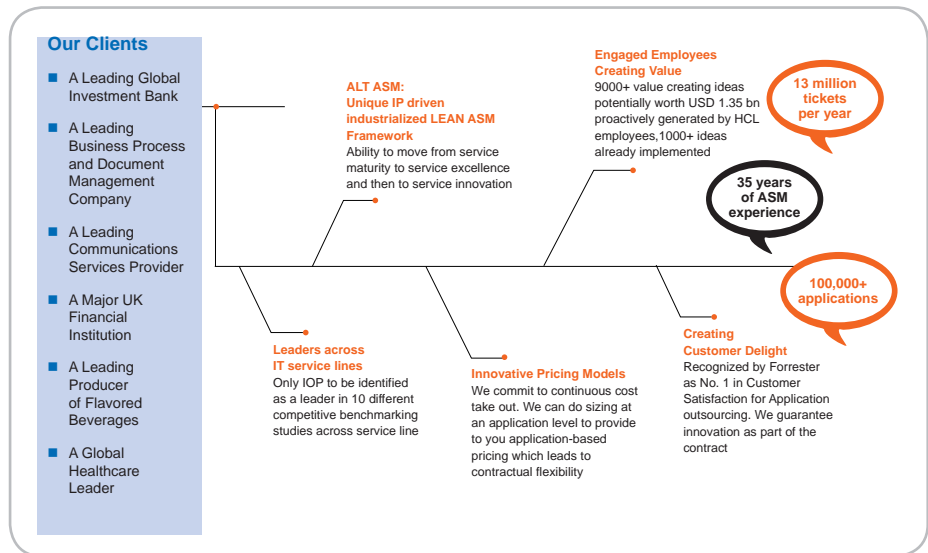 Our Clients
A Leading Global
Investment Bank
A Leading
Business Process
and Document
Management
Company
A Leading
Communications
Services Provider
A Major UK
Financial
Institution
A Leading
Producer
of Flavored
Beverages
A Global
Healthcare
Leader
ALT ASM:
Unique IP driven
industrialized LEAN ASM
Framework
Ability to move from service
maturity to service excellence
and then to service innovation
Engaged Employees
Creating Value
9000+ value creating ideas
potentially worth USD 1.35 bn
proactively generated by HCL
employees,1000+ ideas
already implemented
13 million
tickets
per year
35 years
of ASM
experience
100,000+
applications
Leaders across
IT service lines
Only IOP to be identified
as a leader in 10 different
competitive benchmarking
studies across service line
Innovative Pricing Models
We commit to continuous cost
take out. We can do sizing at
an application level to provide
to you application-based
pricing which leads to
contractual flexibility
Creating
Customer Delight
Recognized by Forrester
as No. 1 in Customer
Satisfaction for Application
outsourcing. We guarantee
innovation as part of the
contract